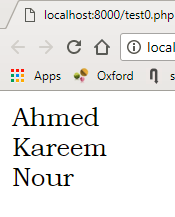 localhost:8000/test0.php
local
Apps
Oxford
s
Ahmed
Kareem
Nour